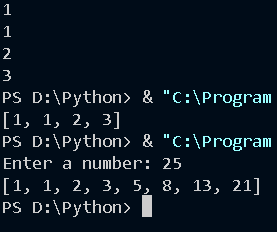 1
1
2
3
PS D:\Python> & "C:\Program
[1, 1, 2, 3]
PS D:\Python> & "C:\Program
Enter a number: 25
[1, 1, 2, 3, 5, 8, 13, 21]
PS D:\Python>